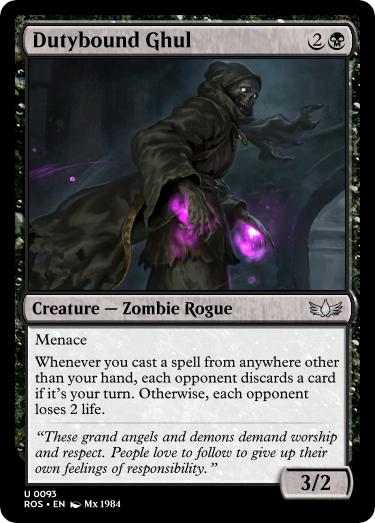 Dutybound Ghul 2
Creature — Zombie Rogue
Menace
Whenever you cast a spell from anywhere other
than your hand, each opponent discards a card
if it's your turn. Otherwise, each opponent
loses 2 life.
“These grand angels and demons demand worship
and respect. People love to follow to give up their
own feelings of responsibility.”
3/2
U 0093
ROS • EN Mx 1984